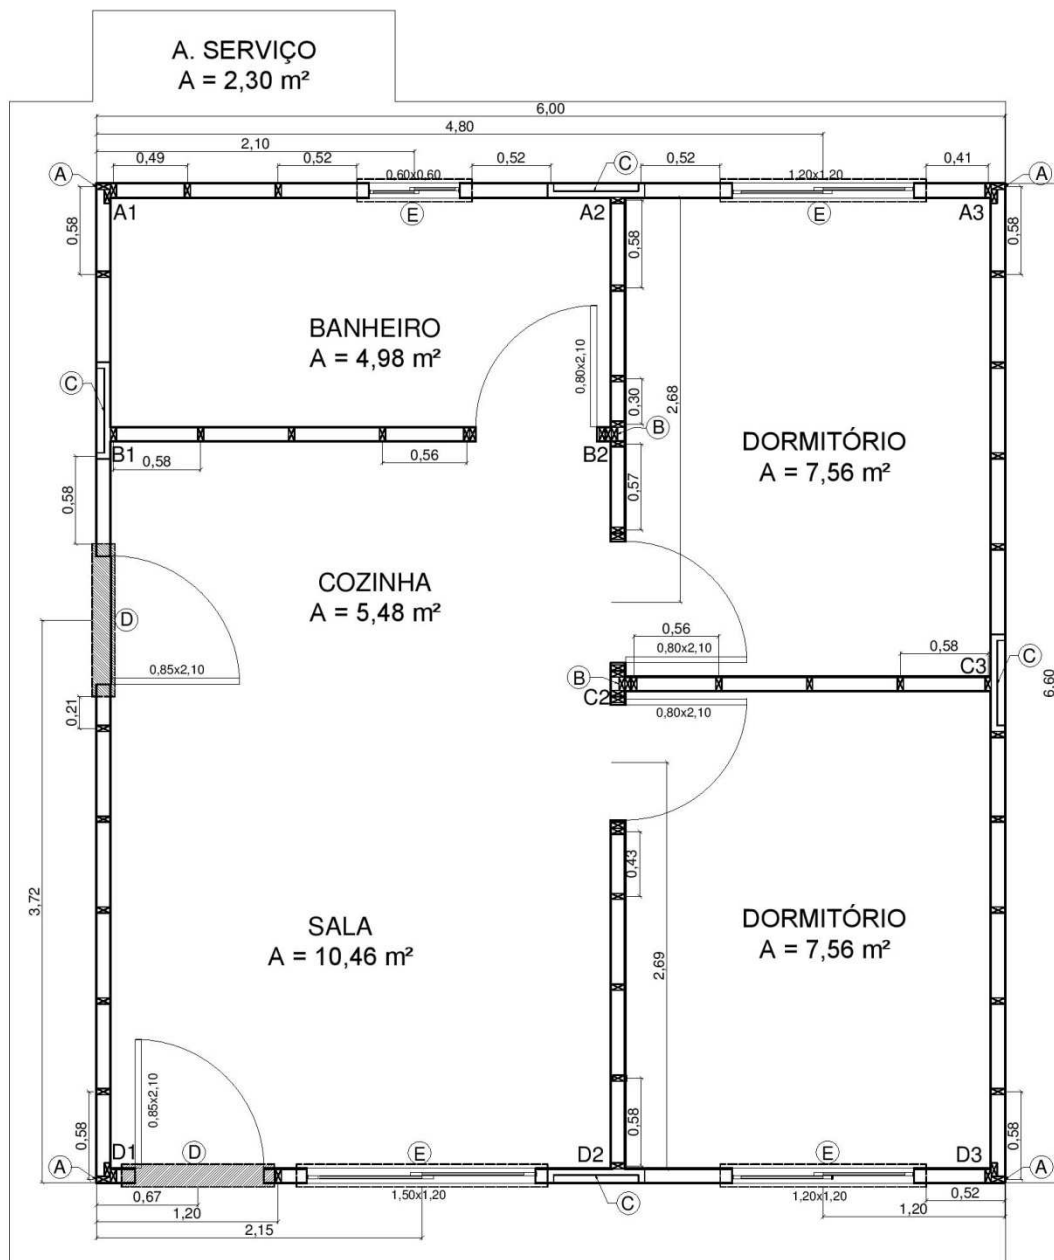 A. SERVIÇO
A = 2,30 m²
6,00
4,80
2,10
0,49
0,52
0,52
C
0,52
0,41
A
0,60x0,60
1,20x1,20
A
A1
E
A2
E
A3
0,58
0,58
0,58
BANHEIRO
A = 4,98 m²
0,80x2,10
C
0,30
2,68
B
DORMITÓRIO
A = 7,56 m²
B1
B2
0,58
0,56
0,58
0,57
COZINHA
A = 5,48 m²
D
0,85x2,10
0,56
0,80x2,10
0,58
C3
C
B
C2
0,80x2,10
6,60
0,21
3,72
0,43
SALA
A = 10,46 m²
DORMITÓRIO
A = 7,56 m²
2,69
0,85x2,10
0,58
0,58
0,58
D1
D
E
D2
E
D3
A
A
0,67
1,50x1,20
C
1,20x1,20
0,52
1,20
1,20
2,15